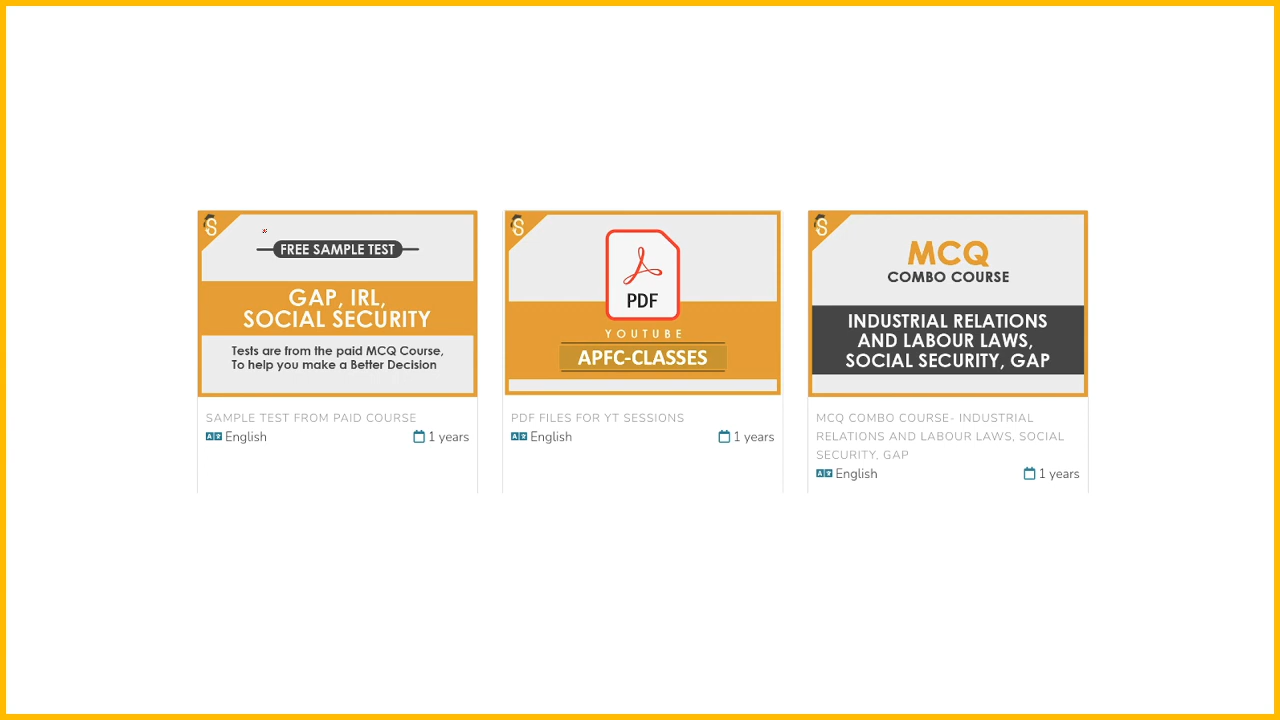 S
FREE SAMPLE TEST
GAP, IRL,
SOCIAL SECURITY
Tests are from the paid MCQ Course,
To help you make a Better Decision
SAMPLE TEST FROM PAID COURSE
English
1 years
S
PDF
YOUTUBE
APFC-CLASSES
PDF FILES FOR YT SESSIONS
English
1 years
S
MCQ
COMBO COURSE
INDUSTRIAL RELATIONS
AND LABOUR LAWS,
SOCIAL SECURITY, GAP
MCQ COMBO COURSE- INDUSTRIAL
RELATIONS AND LABOUR LAWS, SOCIAL
SECURITY, GAP
English
1 years